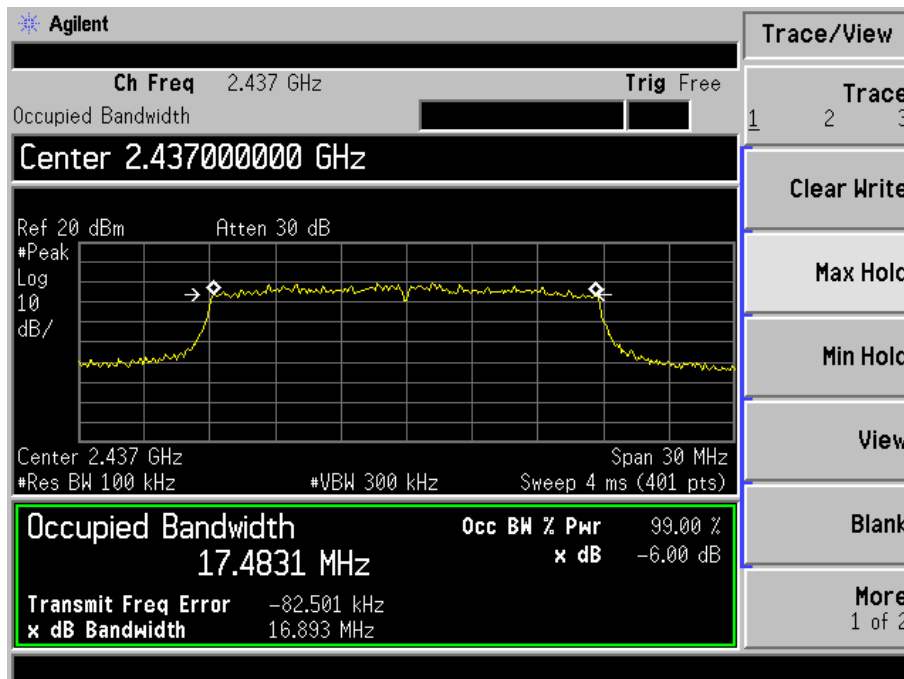 Agilent
Trace/View
Ch Freq 2.437 GHz Trig Free
Occupied Bandwidth
Trace
1 2 3
Center 2.437000000 GHz
Clear Write
Ref 20 dBm Atten 30 dB
#Peak
Log
10
dB/
Max Hold
Min Hold
View
Center 2.437 GHz Span 30 MHz
#Res BW 100 kHz #VBW 300 kHz Sweep 4 ms (401 pts)
Blank
Occupied Bandwidth
17.4831 MHz
Occ BW % Pwr 99.00 %
x dB -6.00 dB
Transmit Freq Error -82.501 kHz
x dB Bandwidth 16.893 MHz
More
1 of 2